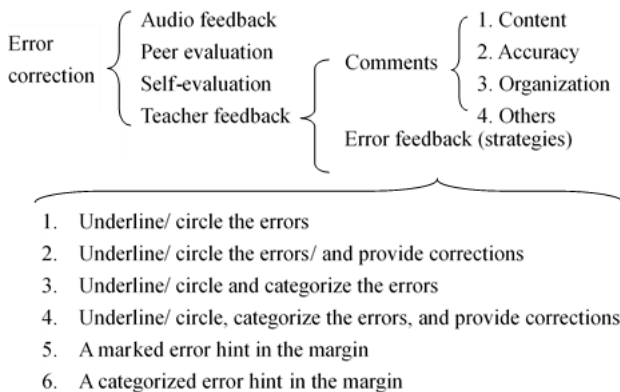 Error correction
Audio feedback
Peer evaluation
Self-evaluation
Teacher feedback
Comments
1. Content
2. Accuracy
3. Organization
4. Others
Error feedback (strategies)
1. Underline/ circle the errors
2. Underline/ circle the errors/ and provide corrections
3. Underline/ circle and categorize the errors
4. Underline/ circle, categorize the errors, and provide corrections
5. A marked error hint in the margin
6. A categorized error hint in the margin